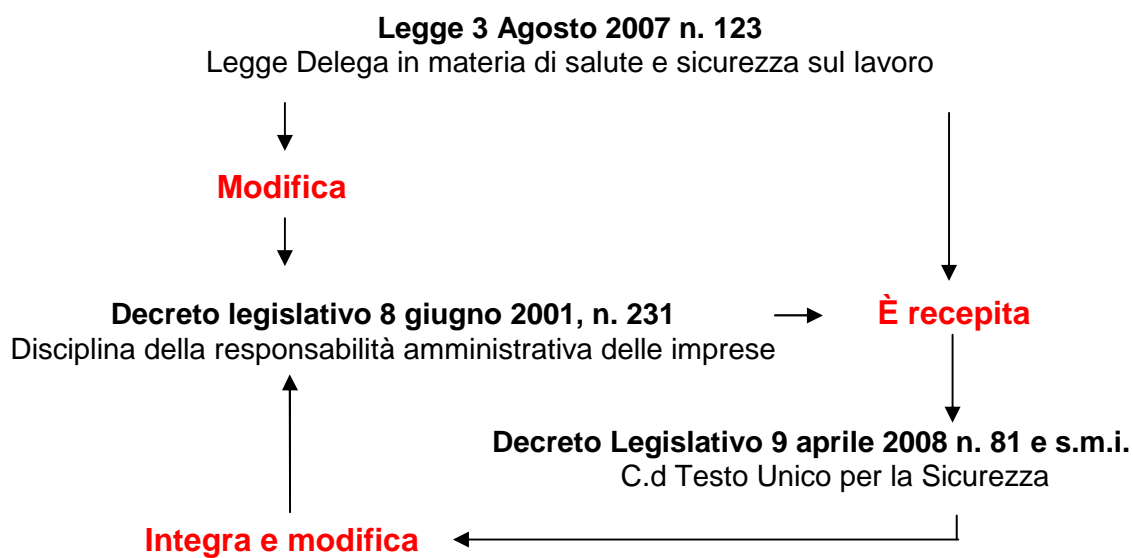 Legge 3 Agosto 2007 n. 123
Legge Delega in materia di salute e sicurezza sul lavoro
Modifica
Decreto legislativo 8 giugno 2001, n. 231
Disciplina della responsabilità amministrativa delle imprese
È recepita
Decreto Legislativo 9 aprile 2008 n. 81 e s.m.i.
C.d Testo Unico per la Sicurezza
Integra e modifica